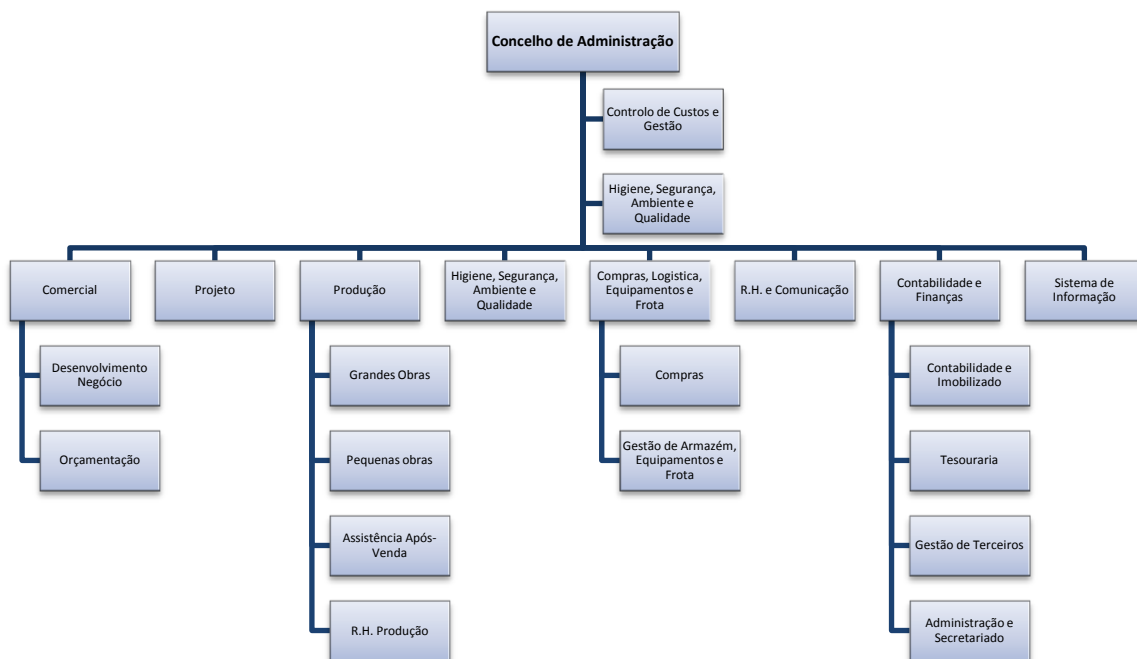 Concelho de Administração
Controlo de Custos e
Gestão
Higiene, Segurança,
Ambiente e
Qualidade
Comercial
Projeto
Produção
Higiene, Segurança,
Ambiente e
Qualidade
Compras, Logistica,
Equipamentos e
Frota
R.H. e Comunicação
Contabilidade e
Finanças
Sistema de
Informação
Desenvolvimento
Negócio
Orçamentação
Grandes Obras
Pequenas obras
Assistência Após-
Venda
R.H. Produção
Compras
Gestão de Armazém,
Equipamentos e
Frota
Contabilidade e
Imobilizado
Tesouraria
Gestão de Terceiros
Administração e
Secretariado